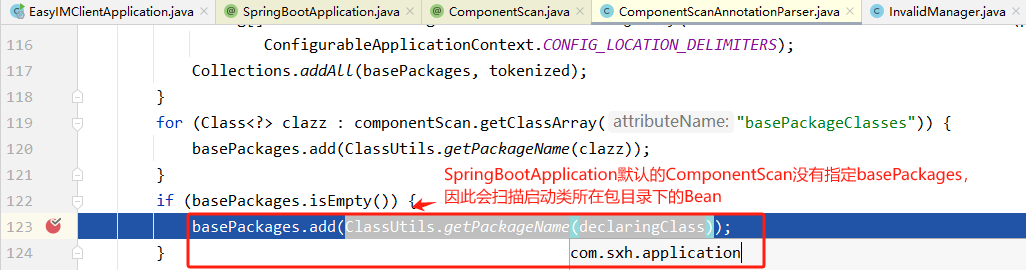 EasyIMClientApplication.java × SpringBootApplication.java × ComponentScan.java × ComponentScanAnnotationParser.java × InvalidManager.java
116 ConfigurableApplicationContext.CONFIG_LOCATION_DELIMITERS);
117 Collections.addAll(basePackages, tokenized);
118 }
119 for (Class<?> clazz : componentScan.getClassArray( attributeName: "basePackageClasses")) {
120 basePackages.add(ClassUtils.getPackageName(clazz));
121 }
SpringBootApplication默认的ComponentScan没有指定basePackages,
122 if (basePackages.isEmpty()) {
因此会扫描启动类所在包目录下的Bean
123 basePackages.add(ClassUtils.getPackageName(declaringClass));
124 }
com.sxh.application